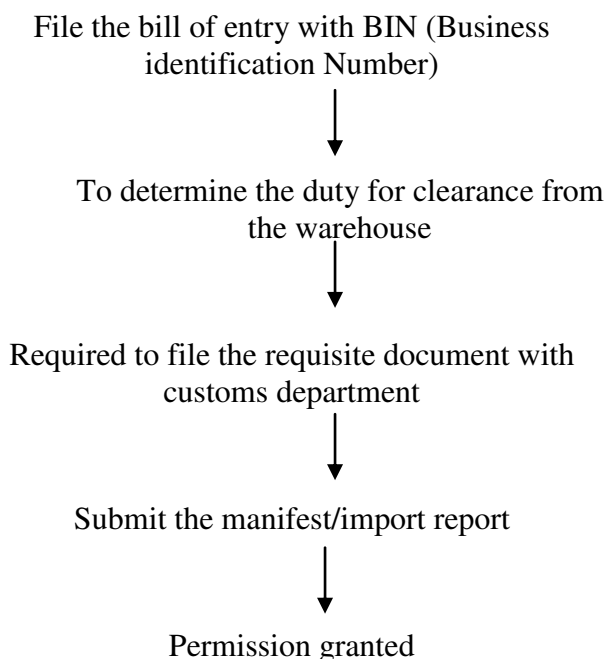 File the bill of entry with BIN (Business
identification Number)
To determine the duty for clearance from
the warehouse
Required to file the requisite document with
customs department
Submit the manifest/import report
Permission granted